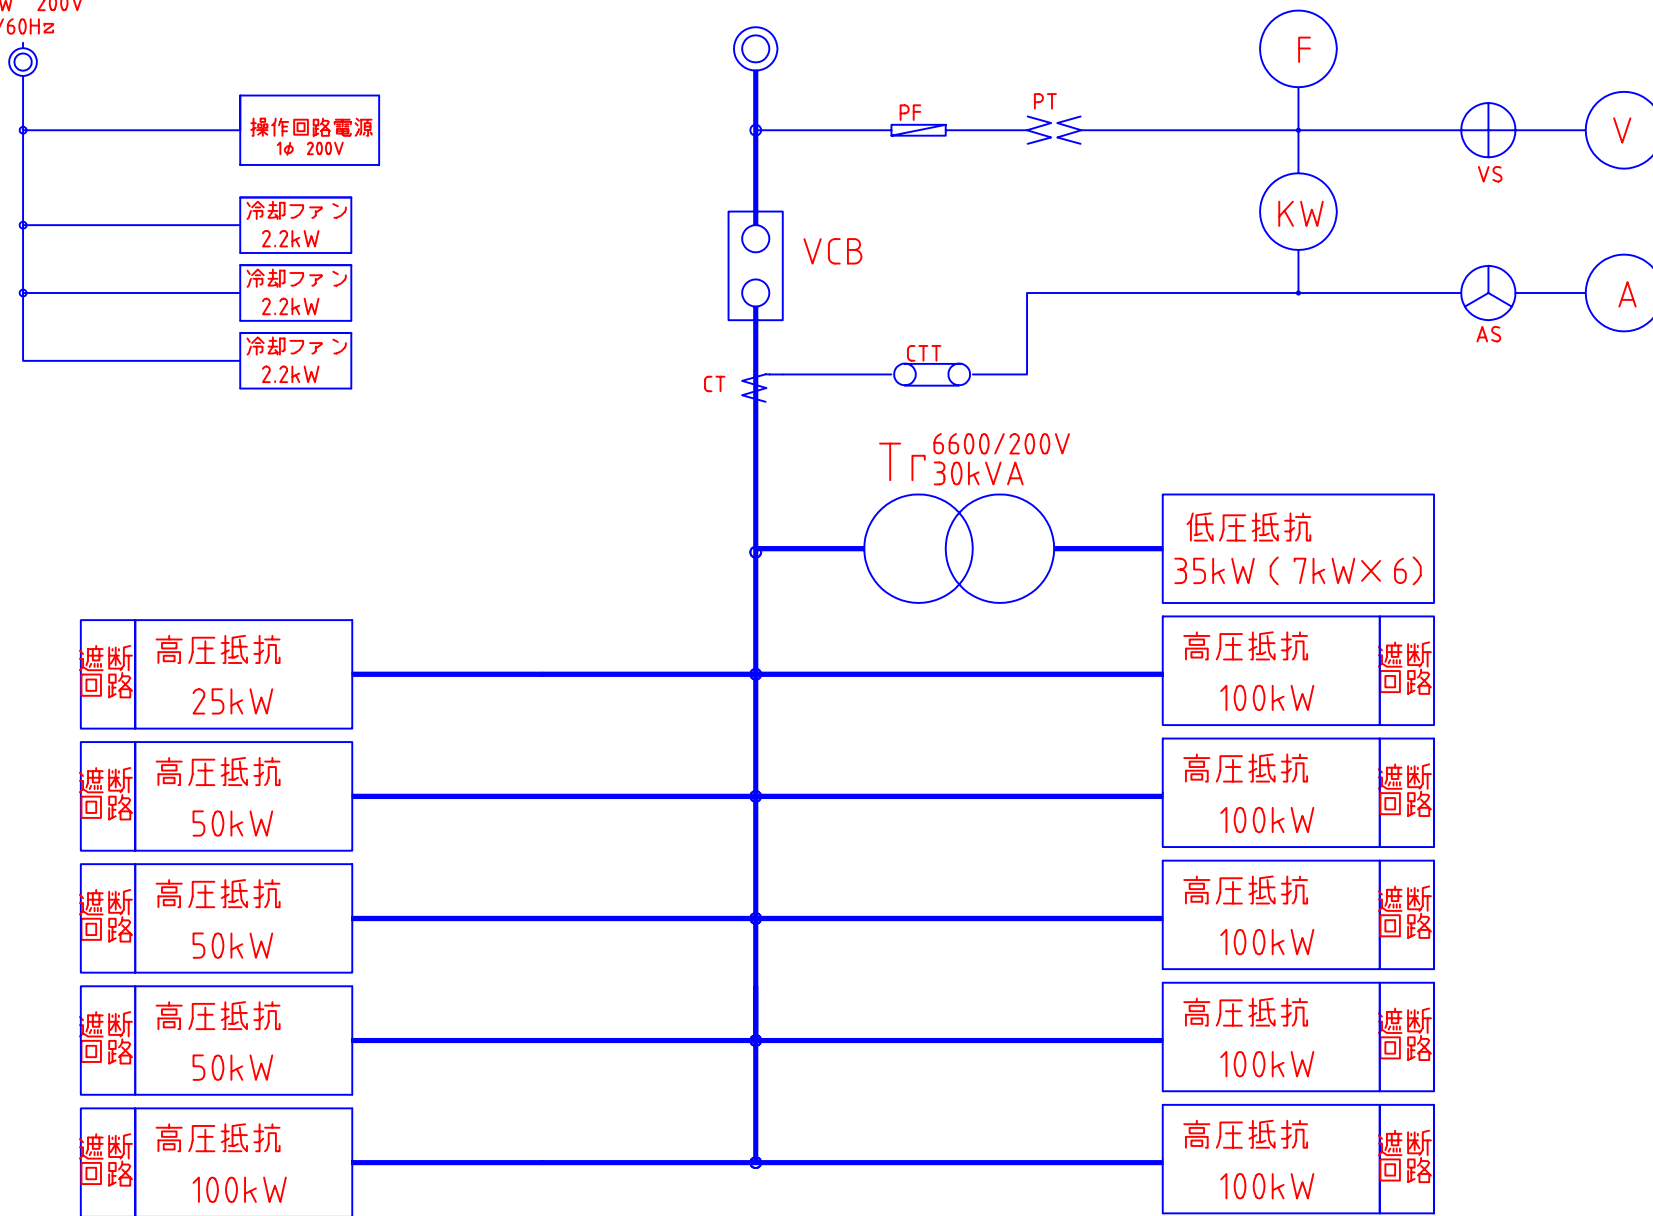 W 200V
/60Hz
操作回路電源
1φ 200V
冷却ファン
2.2kW
冷却ファン
2.2kW
冷却ファン
2.2kW
F
PF
PT
V
VS
KW
VCB
A
AS
CTT
CT
Tr
6600/200V
30kVA
低圧抵抗
35kW(7kW×6)
遮断
回路
高圧抵抗
25kW
高圧抵抗
100kW
遮断
回路
遮断
回路
高圧抵抗
50kW
高圧抵抗
100kW
遮断
回路
遮断
回路
高圧抵抗
50kW
高圧抵抗
100kW
遮断
回路
遮断
回路
高圧抵抗
50kW
高圧抵抗
100kW
遮断
回路
遮断
回路
高圧抵抗
100kW
高圧抵抗
100kW
遮断
回路